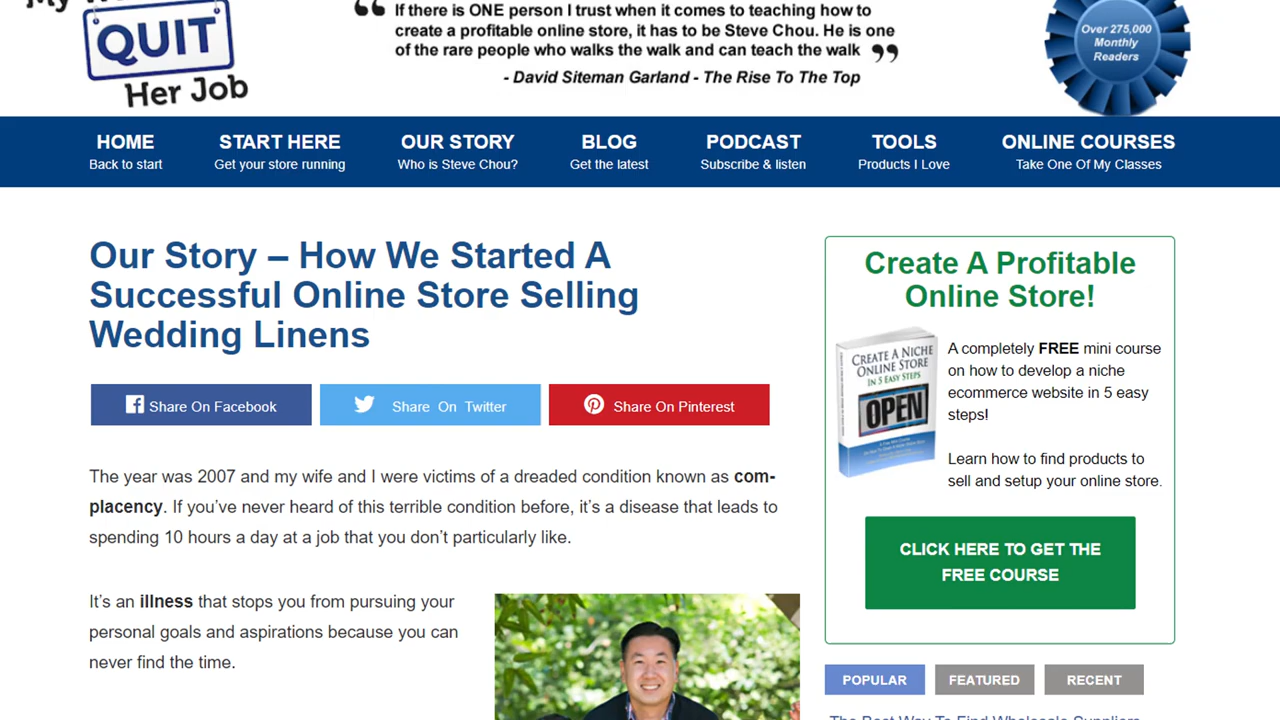 QUIT
Her Job
If there is ONE person I trust when it comes to teaching how to
create a profitable online store, it has to be Steve Chou. He is one
of the rare people who walks the walk and can teach the walk
- David Siteman Garland - The Rise To The Top
Over 275,000
Monthly
Readers
HOME
Back to start
START HERE
Get your store running
OUR STORY
Who is Steve Chou?
BLOG
Get the latest
PODCAST
Subscribe & listen
TOOLS
Products I Love
ONLINE COURSES
Take One Of My Classes
Our Story – How We Started A
Successful Online Store Selling
Wedding Linens
Share On Facebook
Share On Twitter
Share On Pinterest
The year was 2007 and my wife and I were victims of a dreaded condition known as com-
placency. If you’ve never heard of this terrible condition before, it’s a disease that leads to
spending 10 hours a day at a job that you don’t particularly like.
It’s an illness that stops you from pursuing your
personal goals and aspirations because you can
never find the time.
Create A Profitable
Online Store!
CREATE A NICHE
ONLINE STORE
IN 5 EASY STEPS
OPEN
A completely FREE mini course
on how to develop a niche
ecommerce website in 5 easy
steps!
Learn how to find products to
sell and setup your online store.
CLICK HERE TO GET THE
FREE COURSE
POPULAR
FEATURED
RECENT
The Best Way To Find Wholesale Suppliers